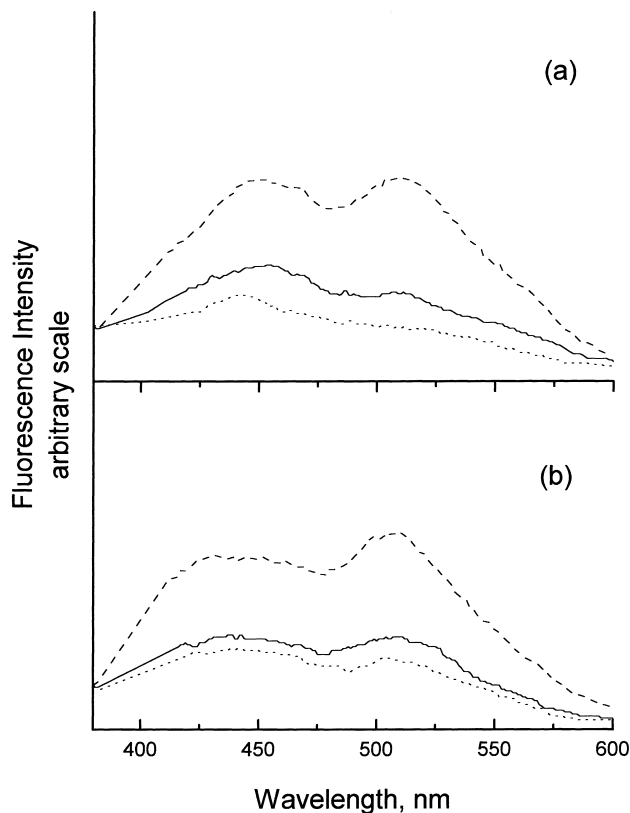 (a)
Fluorescence Intensity
arbitrary scale
(b)
400 450 500 550 600
Wavelength, nm